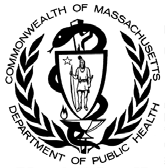 COMMONWEALTH OF MASSACHUSETTS
DEPARTMENT OF PUBLIC HEALTH